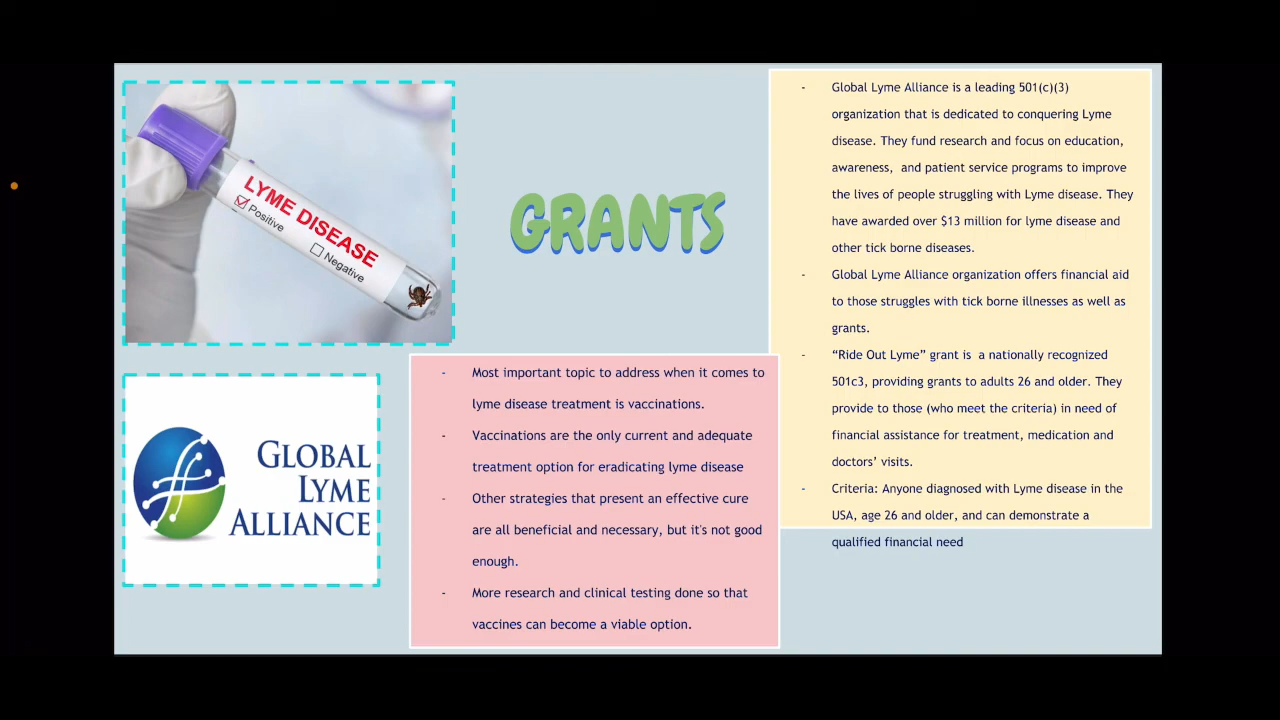 LYME DISEASE
Positive
Negative
GRANTS
GLOBAL
LYME
ALLIANCE
- Most important topic to address when it comes to
lyme disease treatment is vaccinations.
- Vaccinations are the only current and adequate
treatment option for eradicating lyme disease
- Other strategies that present an effective cure
are all beneficial and necessary, but it's not good
enough.
- More research and clinical testing done so that
vaccines can become a viable option.
- Global Lyme Alliance is a leading 501(c)(3)
organization that is dedicated to conquering Lyme
disease. They fund research and focus on education,
awareness, and patient service programs to improve
the lives of people struggling with Lyme disease. They
have awarded over $13 million for lyme disease and
other tick borne diseases.
- Global Lyme Alliance organization offers financial aid
to those struggles with tick borne illnesses as well as
grants.
- “Ride Out Lyme” grant is a nationally recognized
501c3, providing grants to adults 26 and older. They
provide to those (who meet the criteria) in need of
financial assistance for treatment, medication and
doctors’ visits.
- Criteria: Anyone diagnosed with Lyme disease in the
USA, age 26 and older, and can demonstrate a
qualified financial need